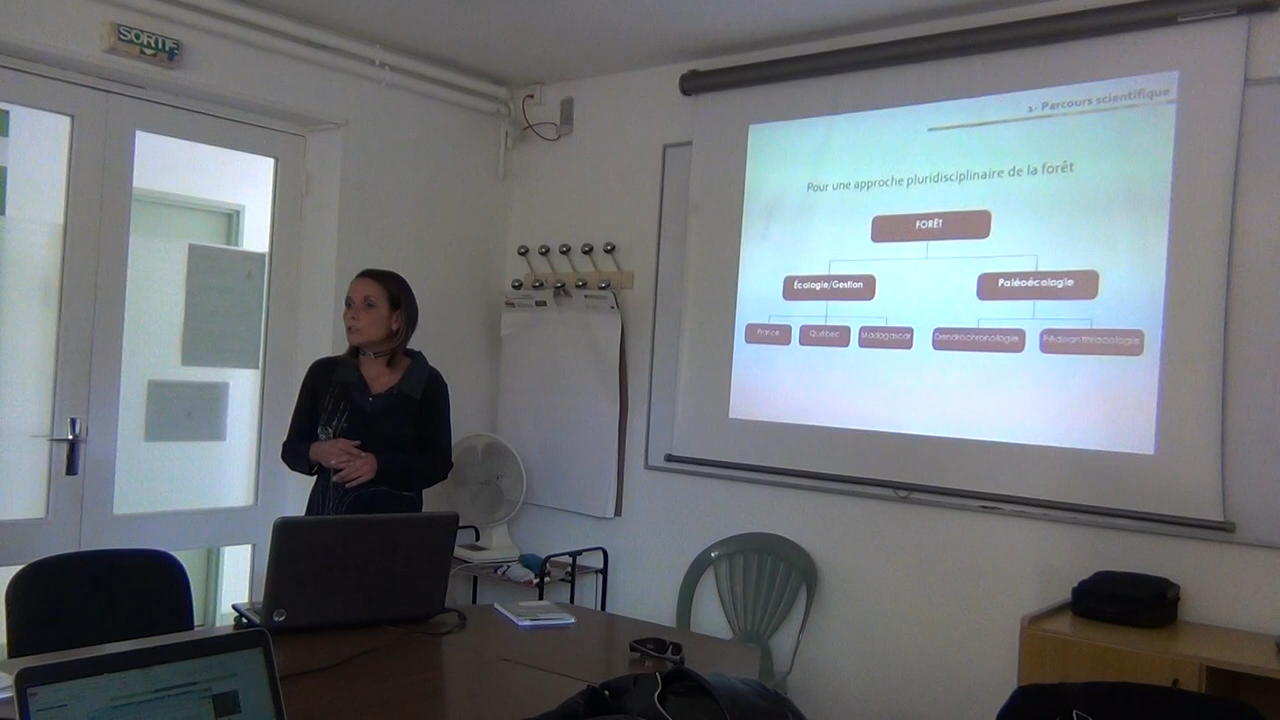 SORTIE
1- Parcours scientifique
Pour une approche pluridisciplinaire de la forêt
FORÊT
Écologie/Gestion
Paléoécologie
France
Québec
Madagascar
Dendrochronologie
Pédoanthracologie
hp